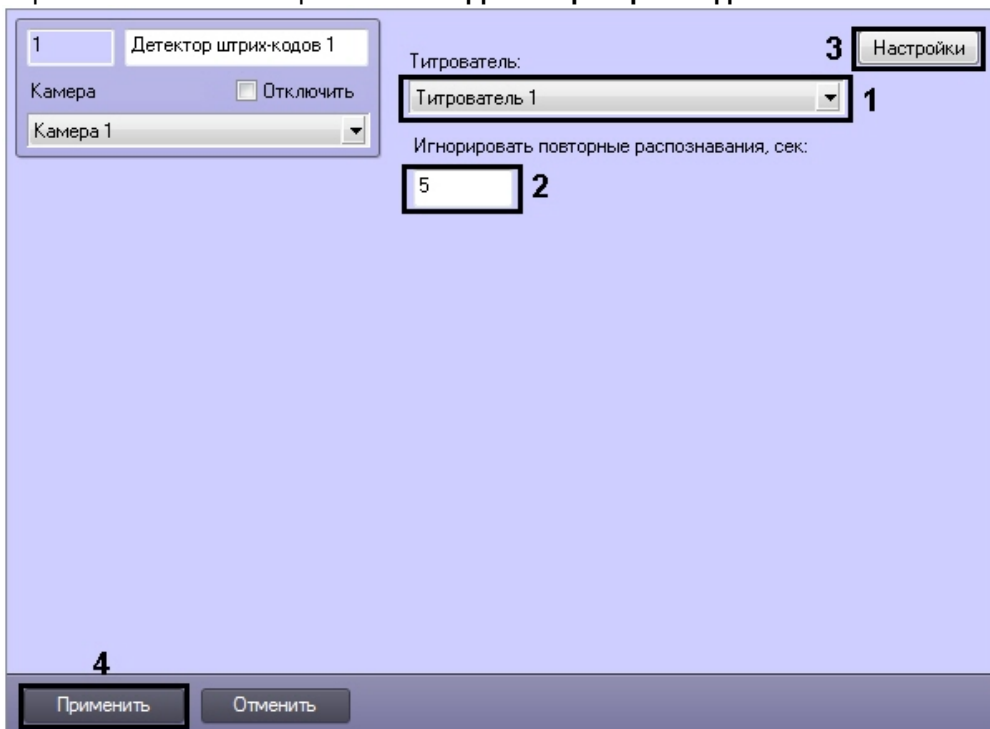 1
Детектор штрих-кодов 1
Камера
Отключить
Камера 1
Титрователь:
3
Настройки
Титрователь 1
1
Игнорировать повторные распознавания, сек:
5
2
4
Применить
Отменить